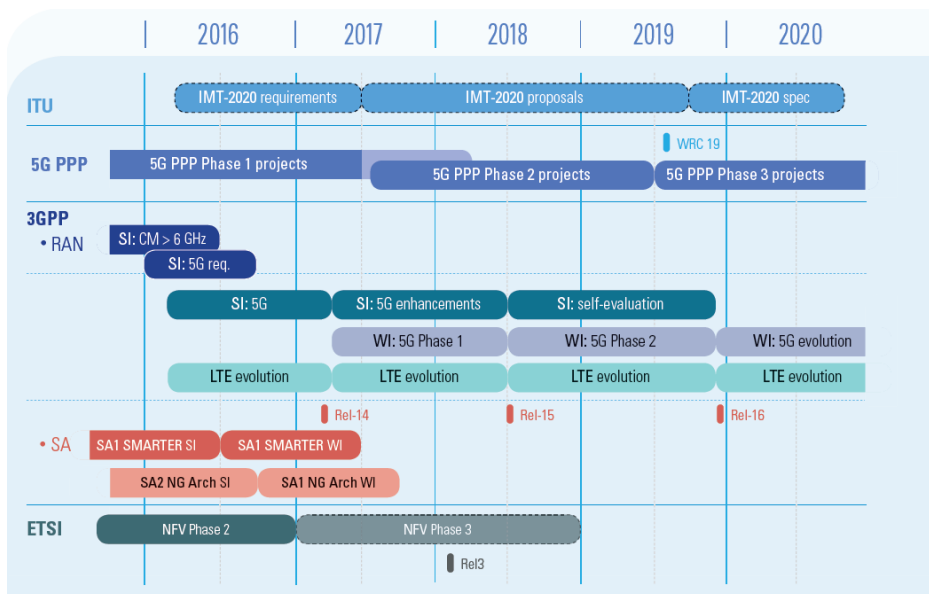 2016 2017 2018 2019 2020
ITU
IMT-2020 requirements IMT-2020 proposals IMT-2020 spec
WRC 19
5G PPP
5G PPP Phase 1 projects
5G PPP Phase 2 projects 5G PPP Phase 3 projects
3GPP
• RAN
SI: CM > 6 GHz
SI: 5G req.
SI: 5G SI: 5G enhancements SI: self-evaluation
WI: 5G Phase 1 WI: 5G Phase 2 WI: 5G evolution
LTE evolution LTE evolution LTE evolution LTE evolution
Rel-14 Rel-15 Rel-16
• SA
SA1 SMARTER SI SA1 SMARTER WI
SA2 NG Arch SI SA1 NG Arch WI
ETSI
NFV Phase 2 NFV Phase 3
Rel3